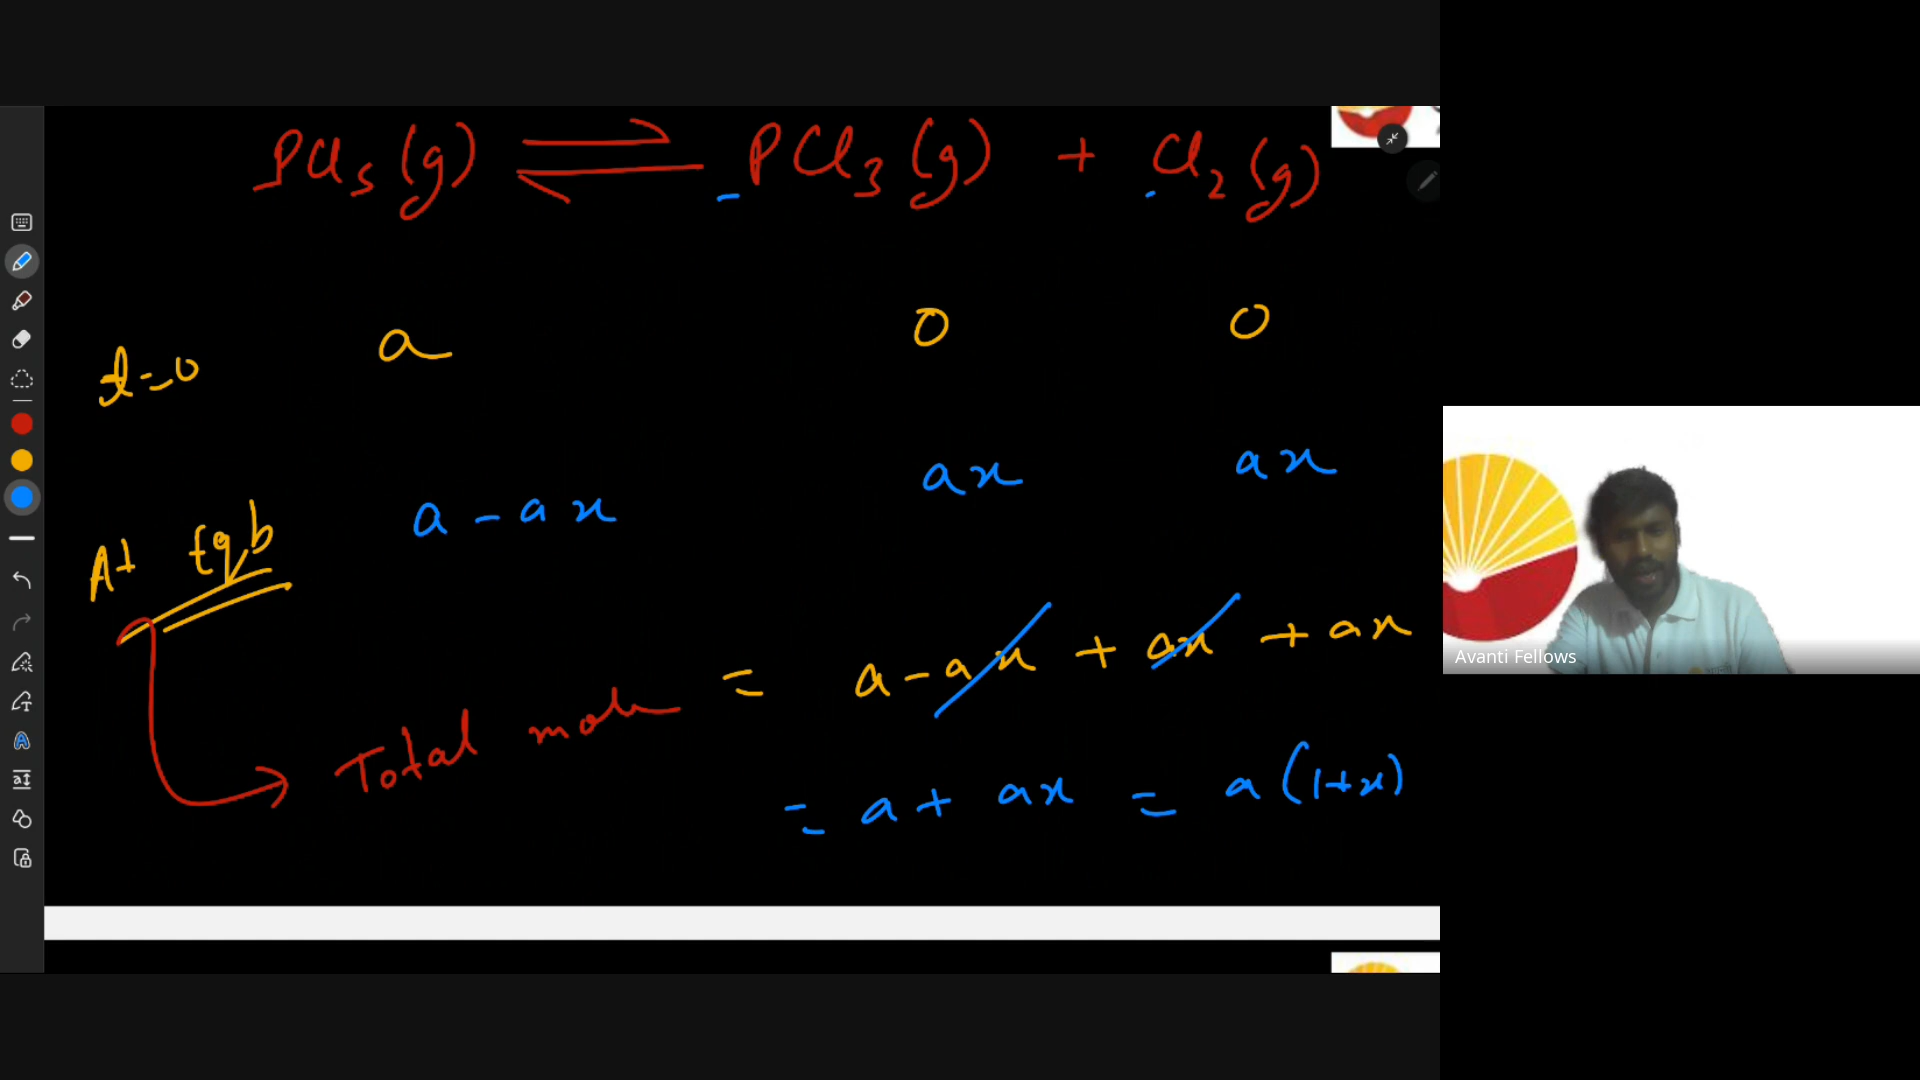 PCl5 (g) ⇌ PCl3 (g) + Cl2 (g)
t=0 a 0 0
At Eqb a - ax ax ax
Total mole = a - ax + ax + ax
= a + ax = a (1+x)
Avanti Fellows